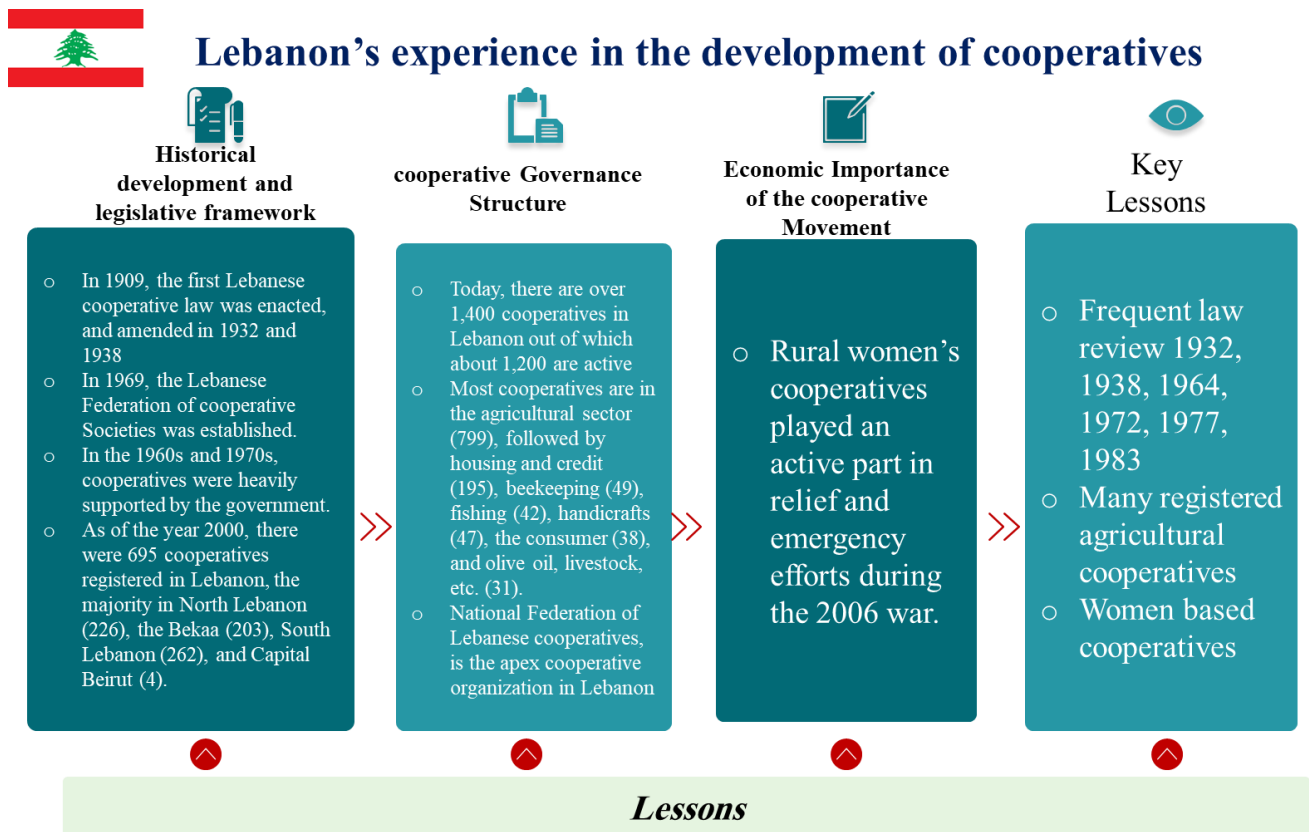 Lebanon’s experience in the development of cooperatives
Historical
development and
legislative framework
o In 1909, the first Lebanese
cooperative law was enacted,
and amended in 1932 and
1938
o In 1969, the Lebanese
Federation of cooperative
Societies was established.
o In the 1960s and 1970s,
cooperatives were heavily
supported by the government.
o As of the year 2000, there
were 695 cooperatives
registered in Lebanon, the
majority in North Lebanon
(226), the Bekaa (203), South
Lebanon (262), and Capital
Beirut (4).
cooperative Governance
Structure
o Today, there are over
1,400 cooperatives in
Lebanon out of which
about 1,200 are active
o Most cooperatives are in
the agricultural sector
(799), followed by
housing and credit
(195), beekeeping (49),
fishing (42), handicrafts
(47), the consumer (38),
and olive oil, livestock,
etc. (31).
o National Federation of
Lebanese cooperatives,
is the apex cooperative
organization in Lebanon
Economic Importance
of the cooperative
Movement
o Rural women’s
cooperatives
played an
active part in
relief and
emergency
efforts during
the 2006 war.
Key
Lessons
o Frequent law
review 1932,
1938, 1964,
1972, 1977,
1983
o Many registered
agricultural
cooperatives
o Women based
cooperatives
Lessons